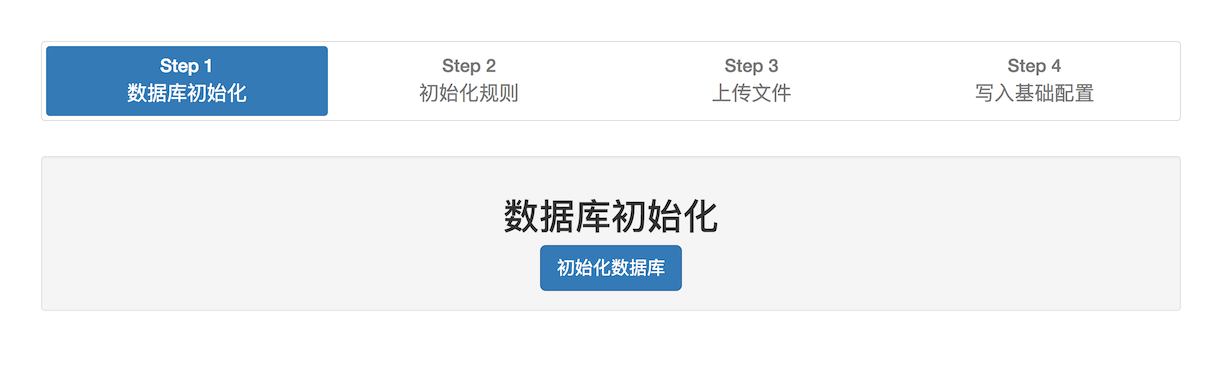 Step 1
数据库初始化
Step 2
初始化规则
Step 3
上传文件
Step 4
写入基础配置
数据库初始化
初始化数据库